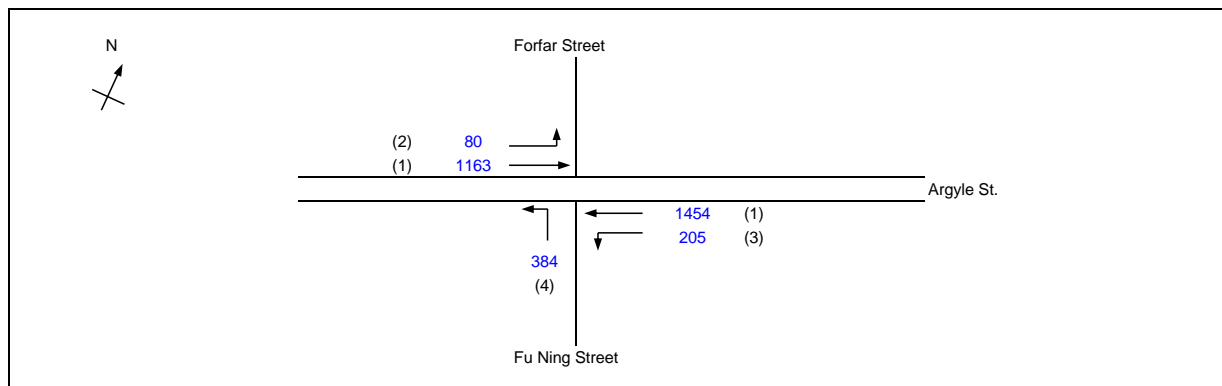 N
Forfar Street
(2) 80
(1) 1163
Argyle St.
1454 (1)
205 (3)
384
(4)
Fu Ning Street